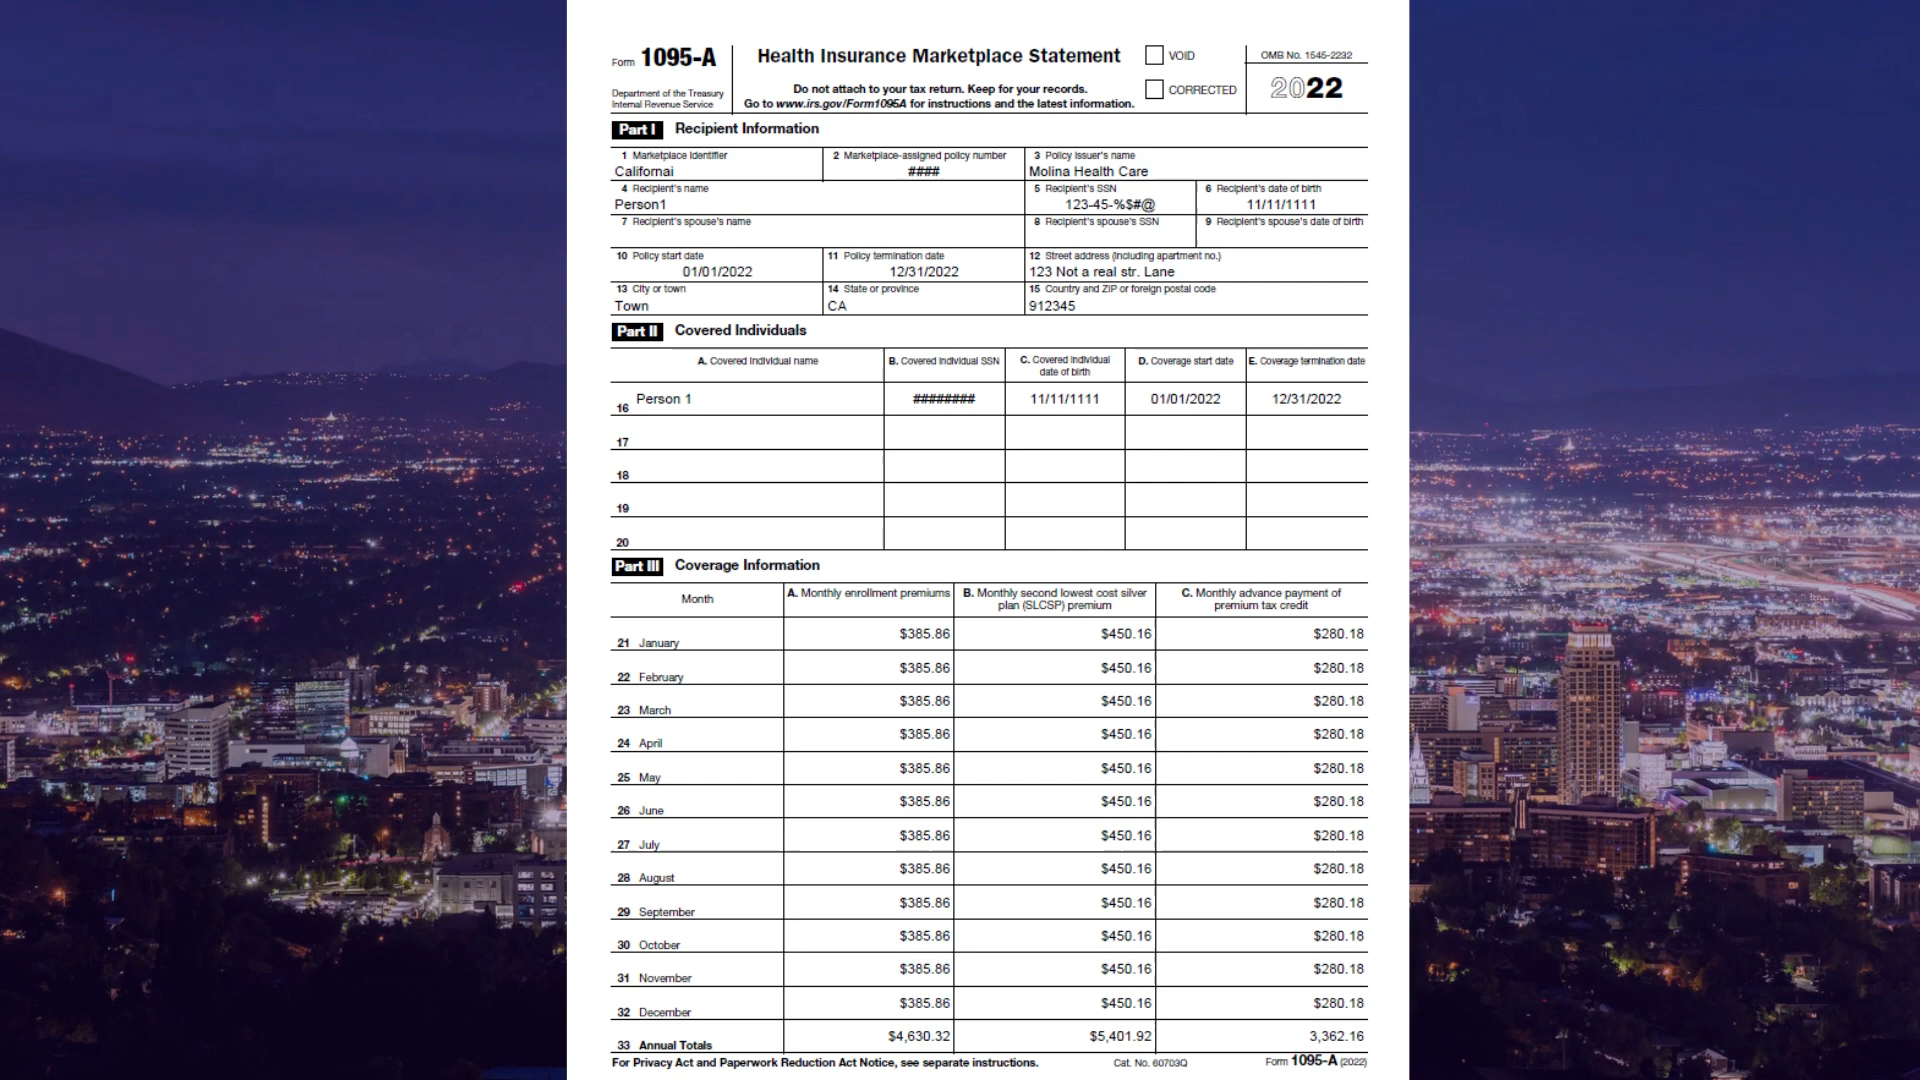 Form 1095-A
Health Insurance Marketplace Statement
VOID
OMB No. 1545-2232
Do not attach to your tax return. Keep for your records.
CORRECTED
2022
Department of the Treasury
Internal Revenue Service
Go to www.irs.gov/Form1095A for instructions and the latest information.
Part I Recipient Information
1 Marketplace identifier 2 Marketplace-assigned policy number 3 Policy issuer's name
Californai #### Molina Health Care
4 Recipient's name 5 Recipient's SSN 6 Recipient's date of birth
Person1 123-45-%$#@ 11/11/1111
7 Recipient's spouse's name 8 Recipient's spouse's SSN 9 Recipient's spouse's date of birth
10 Policy start date 11 Policy termination date 12 Street address (including apartment no.)
01/01/2022 12/31/2022 123 Not a real str. Lane
13 City or town 14 State or province 15 Country and ZIP or foreign postal code
Town CA 912345
Part II Covered Individuals
A. Covered individual name B. Covered individual SSN C. Covered individual date of birth D. Coverage start date E. Coverage termination date
16 Person 1 ######## 11/11/1111 01/01/2022 12/31/2022
17
18
19
20
Part III Coverage Information
Month A. Monthly enrollment premiums B. Monthly second lowest cost silver plan (SLCSP) premium C. Monthly advance payment of premium tax credit
21 January $385.86 $450.16 $280.18
22 February $385.86 $450.16 $280.18
23 March $385.86 $450.16 $280.18
24 April $385.86 $450.16 $280.18
25 May $385.86 $450.16 $280.18
26 June $385.86 $450.16 $280.18
27 July $385.86 $450.16 $280.18
28 August $385.86 $450.16 $280.18
29 September $385.86 $450.16 $280.18
30 October $385.86 $450.16 $280.18
31 November $385.86 $450.16 $280.18
32 December $385.86 $450.16 $280.18
33 Annual Totals $4,630.32 $5,401.92 3,362.16
For Privacy Act and Paperwork Reduction Act Notice, see separate instructions. Cat. No. 60703Q Form 1095-A (2022)